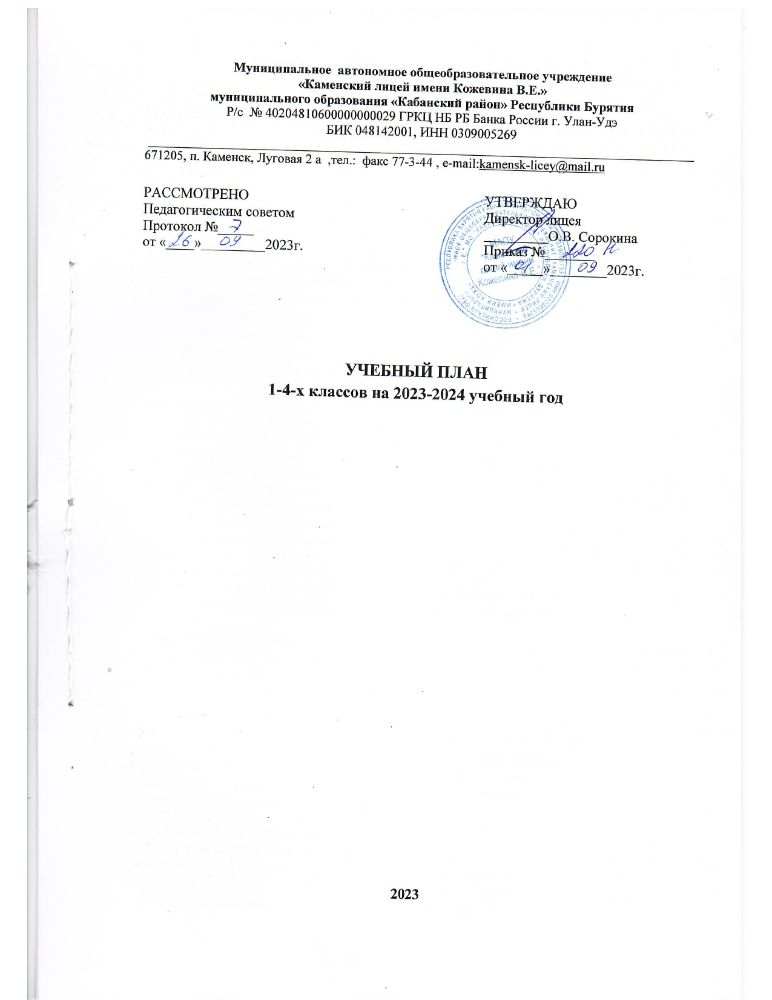 Муниципальное автономное общеобразовательное учреждение
«Каменский лицей имени Кожевина В.Е.»
муниципального образования «Кабанский район» Республики Бурятия
Р/с № 40204810600000000029 ГРКЦ НБ РБ Банка России г. Улан-Удэ
БИК 048142001, ИНН 0309005269
671205, п. Каменск, Луговая 2 а ,тел.: факс 77-3-44 , e-mail:kamensk-licey@mail.ru
РАССМОТРЕНО
Педагогическим советом
Протокол № 7
от «26» 09 2023г.
УТВЕРЖДАЮ
Директор лицея
О.В. Сорокина
Приказ № 220
от «01» 09 2023г.
МАОУ
имени
Кожевина В.Е."
УЧЕБНЫЙ ПЛАН
1-4-х классов на 2023-2024 учебный год
2023